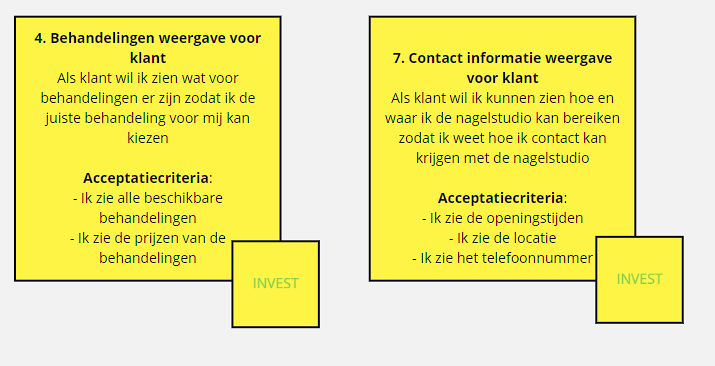 4. Behandelingen weergave voor
klant
Als klant wil ik zien wat voor
behandelingen er zijn zodat ik de
juiste behandeling voor mij kan
kiezen
Acceptatiecriteria:
- Ik zie alle beschikbare
behandelingen
- Ik zie de prijzen van de
behandelingen
INVEST
7. Contact informatie weergave
voor klant
Als klant wil ik kunnen zien hoe en
waar ik de nagelstudio kan bereiken
zodat ik weet hoe ik contact kan
krijgen met de nagelstudio
Acceptatiecriteria:
- Ik zie de openingstijden
- Ik zie de locatie
- Ik zie het telefoonnummer
INVEST